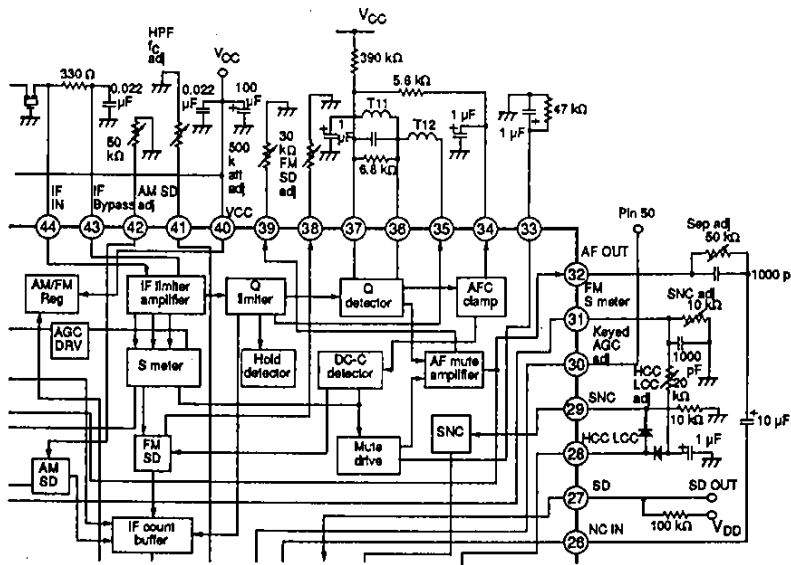 VCC
HPF
fC
adj
VCC
390 kΩ
330 Ω
0.022
µF
0.022
µF
100
µF
5.6 kΩ
T11
T12
1
µF
1 µF
1 µF
47 kΩ
50
kΩ
500
k
att
adj
30
kΩ
FM
SD
adj
6.8 kΩ
IF
IN
IF
Bypass
AM SD
adj
VCC
44
43
42
41
40
39
38
37
36
35
34
33
Pin 50
Sep adj
50 kΩ
1000 p
AF OUT
32
FM
S meter
31
Keyed
AGC
adj
30
SNC adj
10 kΩ
1000
pF
HCC
LCC
adj
20
kΩ
SNC
29
10 kΩ
10 µF
HCC LCC
28
1 µF
SD
27
SD OUT
100 kΩ
VDD
NC IN
26
AM/FM
Reg
IF limiter
amplifier
Q
limiter
Q
detector
AFC
clamp
AGC
DRV
S meter
Hold
detector
DC-C
detector
AF mute
amplifier
FM
SD
Mute
drive
SNC
AM
SD
IF count
buffer